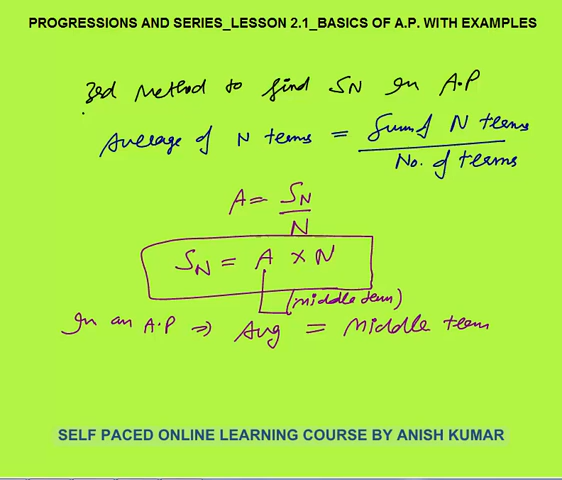 PROGRESSIONS AND SERIES_LESSON 2.1_BASICS OF A.P. WITH EXAMPLES
3rd Method to find SN in A.P
Average of N terms = Sum of N terms / No. of terms
A = SN / N
SN = A × N
(middle term)
In an A.P ⇒ Avg = Middle term
SELF PACED ONLINE LEARNING COURSE BY ANISH KUMAR